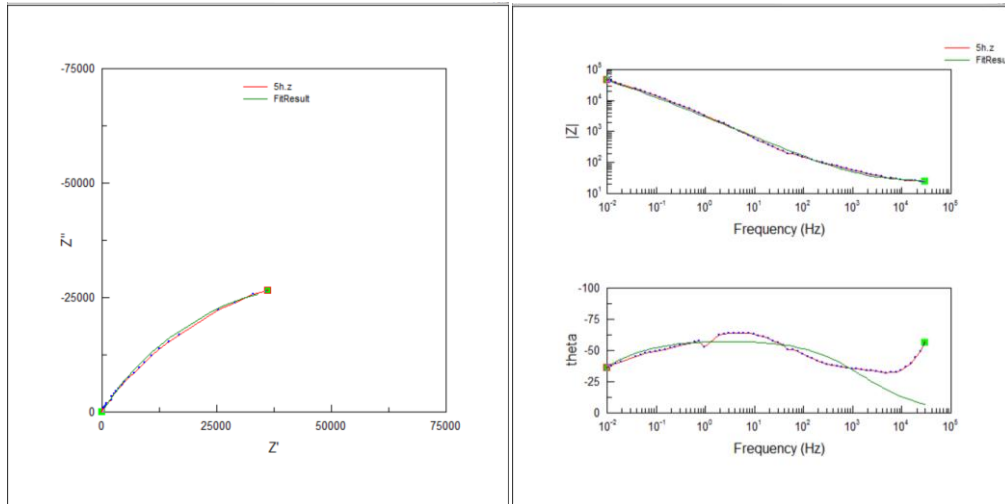 -75000
5h.z
FitResult
-50000
Z''
-25000
0
0 25000 50000 75000
Z'
5h.z
FitResu
10⁵
10⁴
10³
10²
10¹
|Z|
10⁻² 10⁻¹ 10⁰ 10¹ 10² 10³ 10⁴ 10⁵
Frequency (Hz)
-100
-75
-50
-25
0
theta
10⁻² 10⁻¹ 10⁰ 10¹ 10² 10³ 10⁴ 10⁵
Frequency (Hz)